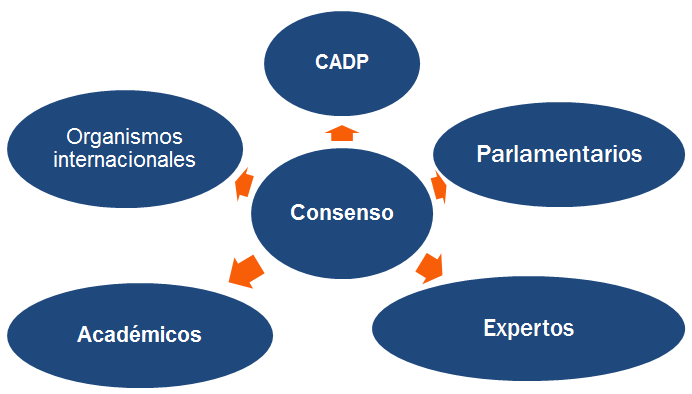 CADP
Organismos
internacionales
Parlamentarios
Consenso
Académicos
Expertos